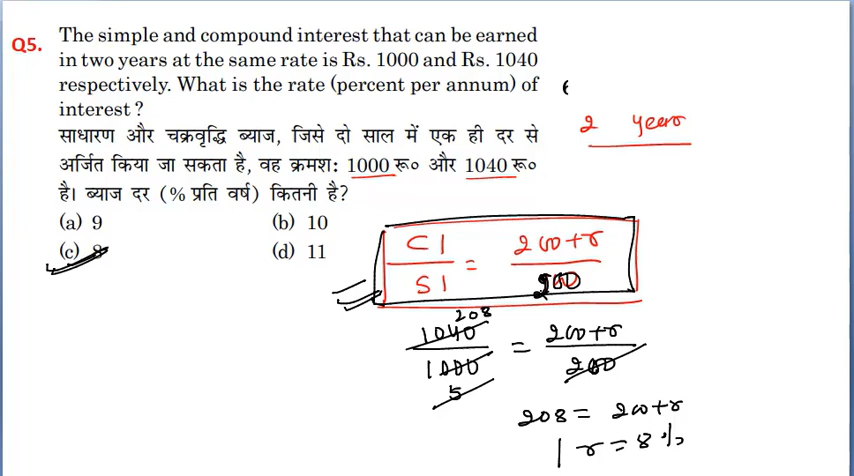 Q5. The simple and compound interest that can be earned
in two years at the same rate is Rs. 1000 and Rs. 1040
respectively. What is the rate (percent per annum) of
interest ?
साधारण और चक्रवृद्धि ब्याज, जिसे दो साल में एक ही दर से
अर्जित किया जा सकता है, वह क्रमश: 1000 रू० और 1040 रू०
है। ब्याज दर (% प्रति वर्ष) कितनी है?
(a) 9 (b) 10
(c) 8 (d) 11
2 years
CI / SI = 200+r / 200
208
1040 / 1000 = 200+r / 200
5
208 = 200+r
r = 8%